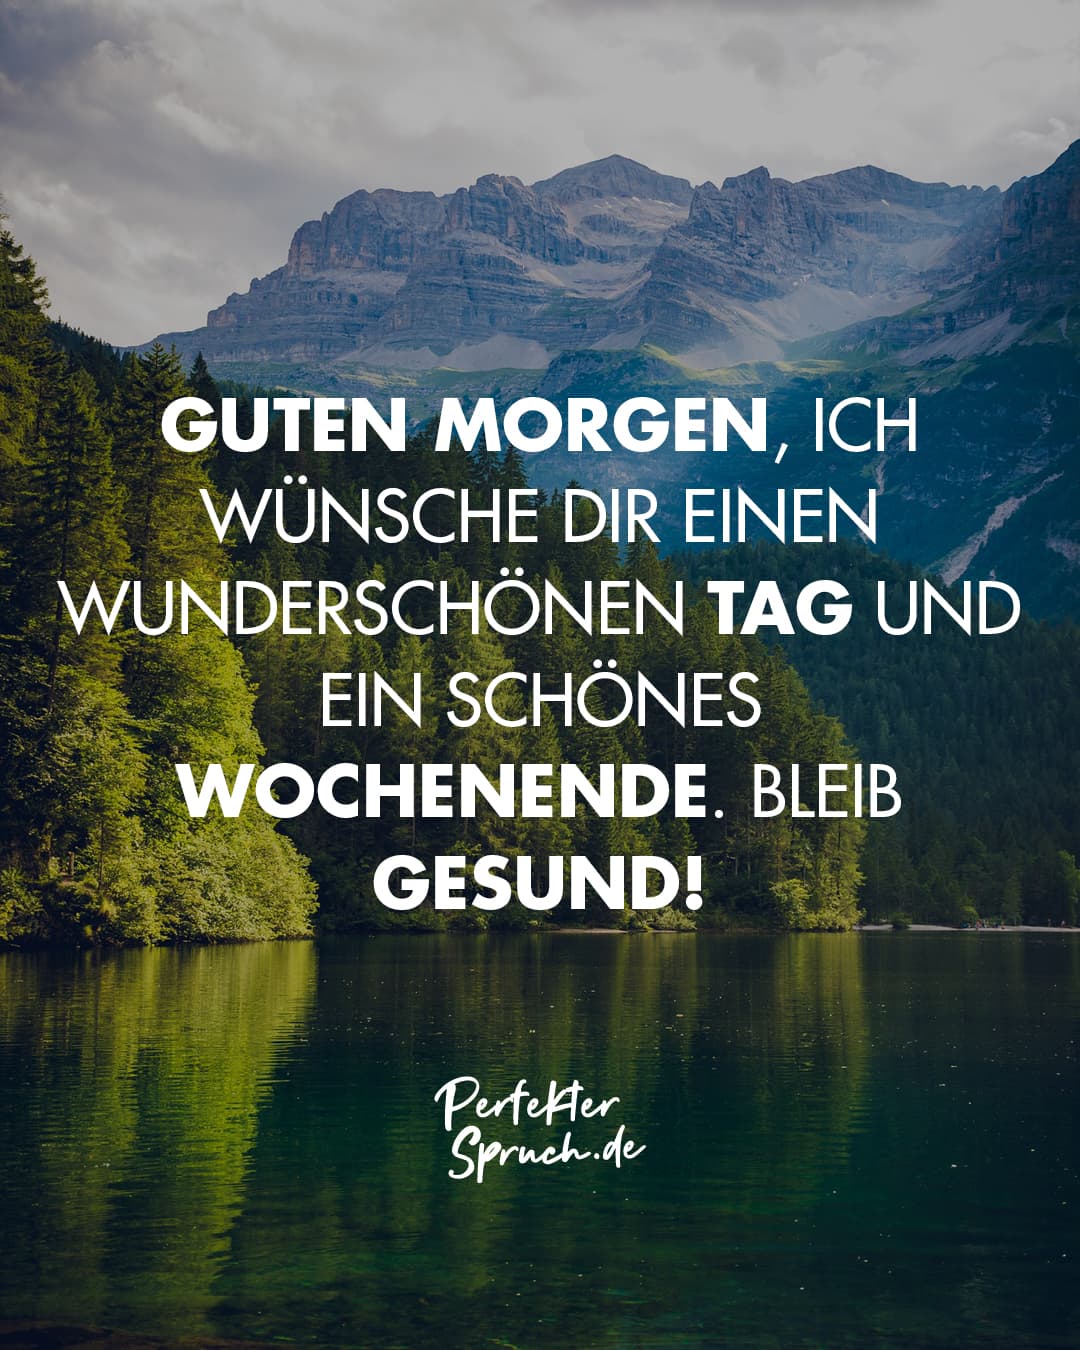 GUTEN MORGEN, ICH
WÜNSCHE DIR EINEN
WUNDERSCHÖNEN TAG UND
EIN SCHÖNES
WOCHENENDE. BLEIB
GESUND!
Perfekter
Spruch.de